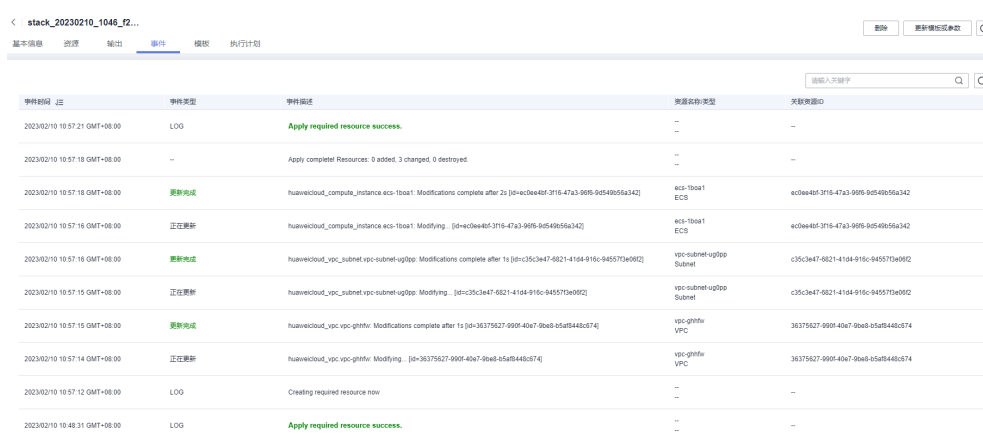 stack_20230210_1046_f2...
删除 更新模板或参数
基本信息 资源 输出 事件 模板 执行计划
请输入关键字
事件时间 事件类型 事件描述 资源名称/类型 关联资源ID
2023/02/10 10:57:21 GMT+08:00 LOG Apply required resource success. -- --
--
2023/02/10 10:57:18 GMT+08:00 -- Apply complete! Resources: 0 added, 3 changed, 0 destroyed. -- --
--
2023/02/10 10:57:18 GMT+08:00 更新完成 huaweicloud_compute_instance.ecs-1boa1: Modifications complete after 2s [id=ec0ee4bf-3f16-47a3-96f6-9d549b56a342] ecs-1boa1 ec0ee4bf-3f16-47a3-96f6-9d549b56a342
ECS
2023/02/10 10:57:16 GMT+08:00 正在更新 huaweicloud_compute_instance.ecs-1boa1: Modifying... [id=ec0ee4bf-3f16-47a3-96f6-9d549b56a342] ecs-1boa1 ec0ee4bf-3f16-47a3-96f6-9d549b56a342
ECS
2023/02/10 10:57:16 GMT+08:00 更新完成 huaweicloud_vpc_subnet.vpc-subnet-ug0pp: Modifications complete after 1s [id=c35c3e47-6821-41d4-916c-94557f3e06f2] vpc-subnet-ug0pp c35c3e47-6821-41d4-916c-94557f3e06f2
Subnet
2023/02/10 10:57:15 GMT+08:00 正在更新 huaweicloud_vpc_subnet.vpc-subnet-ug0pp: Modifying... [id=c35c3e47-6821-41d4-916c-94557f3e06f2] vpc-subnet-ug0pp c35c3e47-6821-41d4-916c-94557f3e06f2
Subnet
2023/02/10 10:57:15 GMT+08:00 更新完成 huaweicloud_vpc.vpc-ghhfw: Modifications complete after 1s [id=36375627-990f-40e7-9be8-b5af8448c674] vpc-ghhfw 36375627-990f-40e7-9be8-b5af8448c674
VPC
2023/02/10 10:57:14 GMT+08:00 正在更新 huaweicloud_vpc.vpc-ghhfw: Modifying... [id=36375627-990f-40e7-9be8-b5af8448c674] vpc-ghhfw 36375627-990f-40e7-9be8-b5af8448c674
VPC
2023/02/10 10:57:12 GMT+08:00 LOG Creating required resource now -- --
--
2023/02/10 10:48:31 GMT+08:00 LOG Apply required resource success. -- --
--